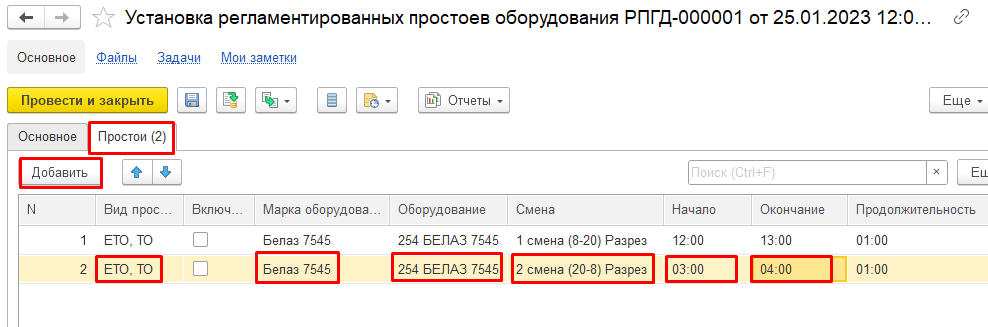 Установка регламентированных простоев оборудования РПГД-000001 от 25.01.2023 12:0...
Основное Файлы Задачи Мои заметки
Провести и закрыть Отчеты Еще
Основное Простои (2)
Добавить Поиск (Ctrl+F) × Ещ
N Вид прос... Включ... Марка оборудова... Оборудование Смена Начало Окончание Продолжительность
1 ЕТО, ТО Белаз 7545 254 БЕЛАЗ 7545 1 смена (8-20) Разрез 12:00 13:00 01:00
2 ЕТО, ТО Белаз 7545 254 БЕЛАЗ 7545 2 смена (20-8) Разрез 03:00 04:00 01:00